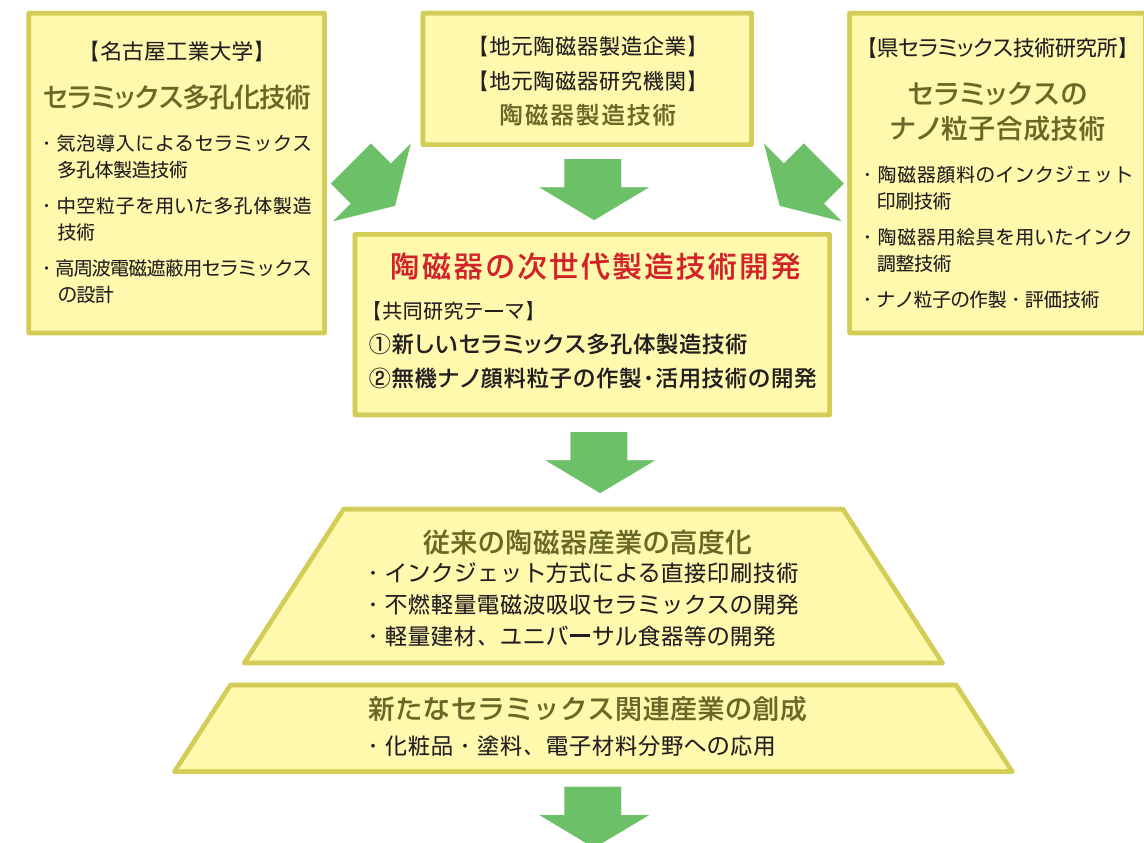 【名古屋工業大学】
セラミックス多孔化技術
・気泡導入によるセラミックス
多孔体製造技術
・中空粒子を用いた多孔体製造
技術
・高周波電磁遮蔽用セラミックス
の設計
【地元陶磁器製造企業】
【地元陶磁器研究機関】
陶磁器製造技術
【県セラミックス技術研究所】
セラミックスの
ナノ粒子合成技術
・陶磁器顔料のインクジェット
印刷技術
・陶磁器用絵具を用いたインク
調整技術
・ナノ粒子の作製・評価技術
陶磁器の次世代製造技術開発
【共同研究テーマ】
①新しいセラミックス多孔体製造技術
②無機ナノ顔料粒子の作製・活用技術の開発
従来の陶磁器産業の高度化
・インクジェット方式による直接印刷技術
・不燃軽量電磁波吸収セラミックスの開発
・軽量建材、ユニバーサル食器等の開発
新たなセラミックス関連産業の創成
・化粧品・塗料、電子材料分野への応用